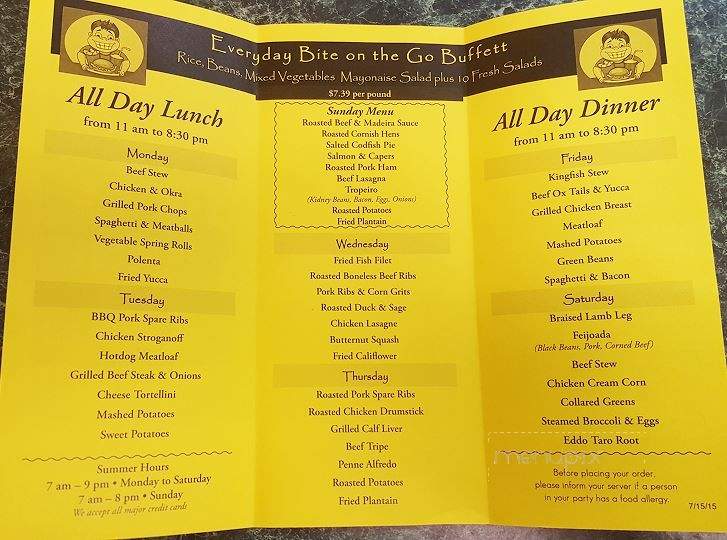 Everyday Bite on the Go Buffett
Rice, Beans, Mixed Vegetables Mayonaise Salad plus 10 Fresh Salads
$7.39 per pound
All Day Lunch
from 11 am to 8:30 pm
Monday
Beef Stew
Chicken & Okra
Grilled Pork Chops
Spaghetti & Meatballs
Vegetable Spring Rolls
Polenta
Fried Yucca
Tuesday
BBQ Pork Spare Ribs
Chicken Stroganoff
Hotdog Meatloaf
Grilled Beef Steak & Onions
Cheese Tortellini
Mashed Potatoes
Sweet Potatoes
Summer Hours
7 am – 9 pm • Monday to Saturday
7 am – 8 pm • Sunday
We accept all major credit cards
Sunday Menu
Roasted Beef & Madeira Sauce
Roasted Cornish Hens
Salted Codfish Pie
Salmon & Capers
Roasted Pork Ham
Beef Lasagna
Tropeiro
(Kidney Beans, Bacon, Eggs, Onions)
Roasted Potatoes
Fried Plantain
Wednesday
Fried Fish Filet
Roasted Boneless Beef Ribs
Pork Ribs & Corn Grits
Roasted Duck & Sage
Chicken Lasagne
Butternut Squash
Fried Califlower
Thursday
Roasted Pork Spare Ribs
Roasted Chicken Drumstick
Grilled Calf Liver
Beef Tripe
Penne Alfredo
Roasted Potatoes
Fried Plantain
All Day Dinner
from 11 am to 8:30 pm
Friday
Kingfish Stew
Beef Ox Tails & Yucca
Grilled Chicken Breast
Meatloaf
Mashed Potatoes
Green Beans
Spaghetti & Bacon
Saturday
Braised Lamb Leg
Feijoada
(Black Beans, Pork, Corned Beef)
Beef Stew
Chicken Cream Corn
Collared Greens
Steamed Broccoli & Eggs
Eddo Taro Root
menupix
Before placing your order,
please inform your server if a person
in your party has a food allergy.
7/15/15